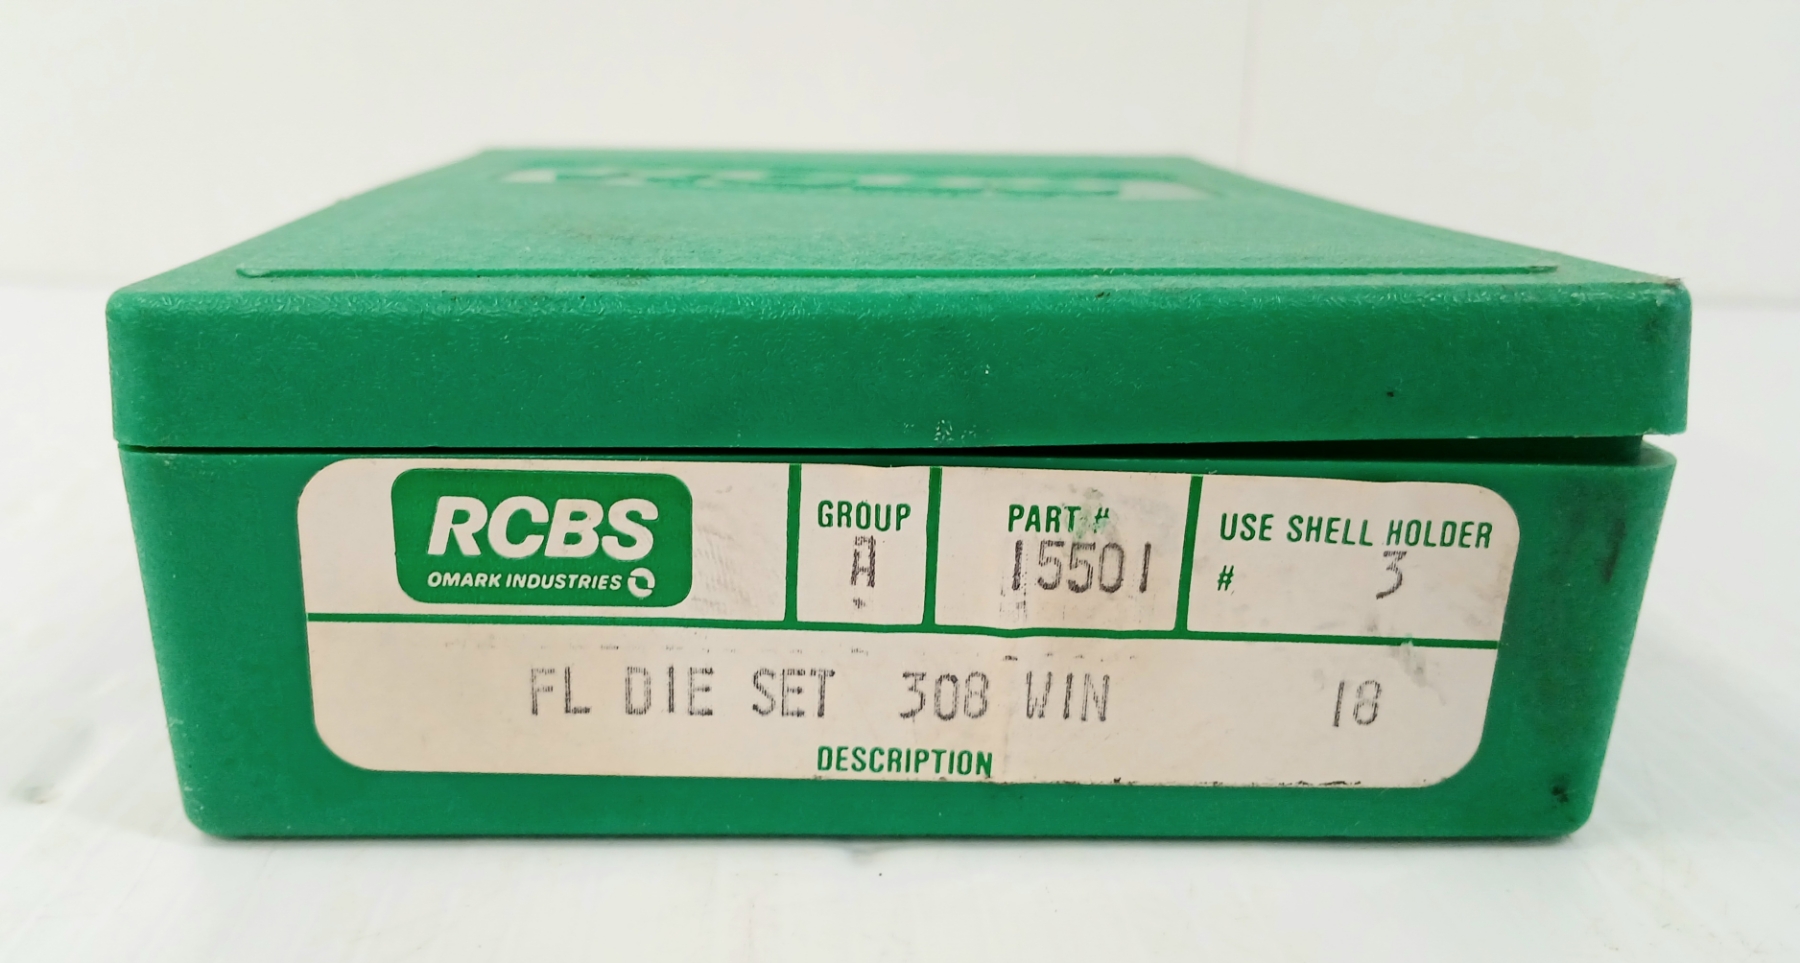 RCBS
OMARK INDUSTRIES
GROUP
A
PART #
15501
USE SHELL HOLDER
# 3
FL DIE SET 308 WIN 18
DESCRIPTION